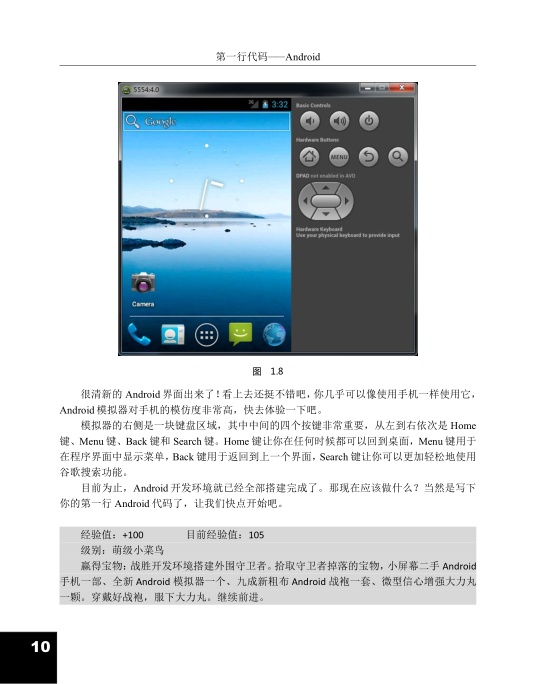 第一行代码——Android
5554:4.0
3:32
Google
Camera
Basic Controls
Hardware Buttons
MENU
DPAD not enabled in AVD
Hardware Keyboard
Use your physical keyboard to provide input
图 1.8
很清新的 Android 界面出来了！看上去还挺不错吧，你几乎可以像使用手机一样使用它，
Android 模拟器对手机的模仿度非常高，快去体验一下吧。
模拟器的右侧是一块键盘区域，其中中间的四个按键非常重要，从左到右依次是 Home
键、Menu 键、Back 键和 Search 键。Home 键让你在任何时候都可以回到桌面，Menu 键用于
在程序界面中显示菜单，Back 键用于返回到上一个界面，Search 键让你可以更加轻松地使用
谷歌搜索功能。
目前为止，Android 开发环境就已经全部搭建完成了。那现在应该做什么？当然是写下
你的第一行 Android 代码了，让我们快点开始吧。
经验值：+100 目前经验值：105
级别：萌级小菜鸟
赢得宝物：战胜开发环境搭建外围守卫者。拾取守卫者掉落的宝物，小屏幕二手 Android
手机一部、全新 Android 模拟器一个、九成新粗布 Android 战袍一套、微型信心增强大力丸
一颗。穿戴好战袍，服下大力丸。继续前进。
10